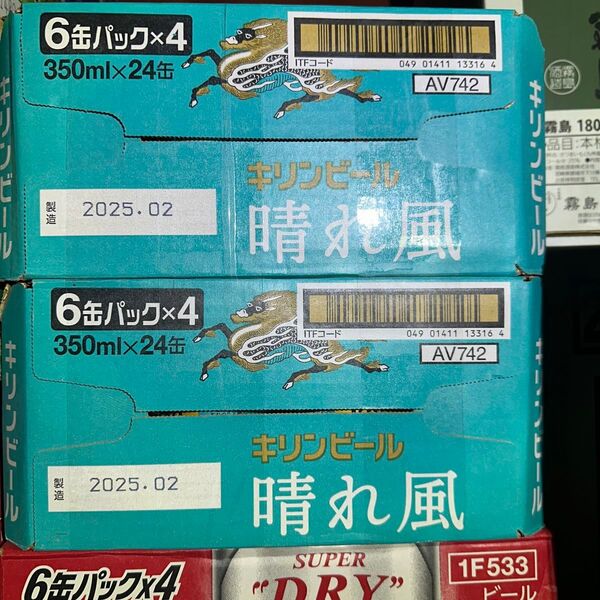 6缶パック×4
350ml×24缶
ITFコード
049 01411 13316 4
AV742
キリンビール
キリンビール
晴れ風
製造
2025.02
霧島 180
霧島
6缶パック×4
350ml×24缶
ITFコード
049 01411 13316 4
AV742
キリンビール
キリンビール
晴れ風
製造
2025.02
6缶パック×4
SUPER
"DRY"
1F533
ビール